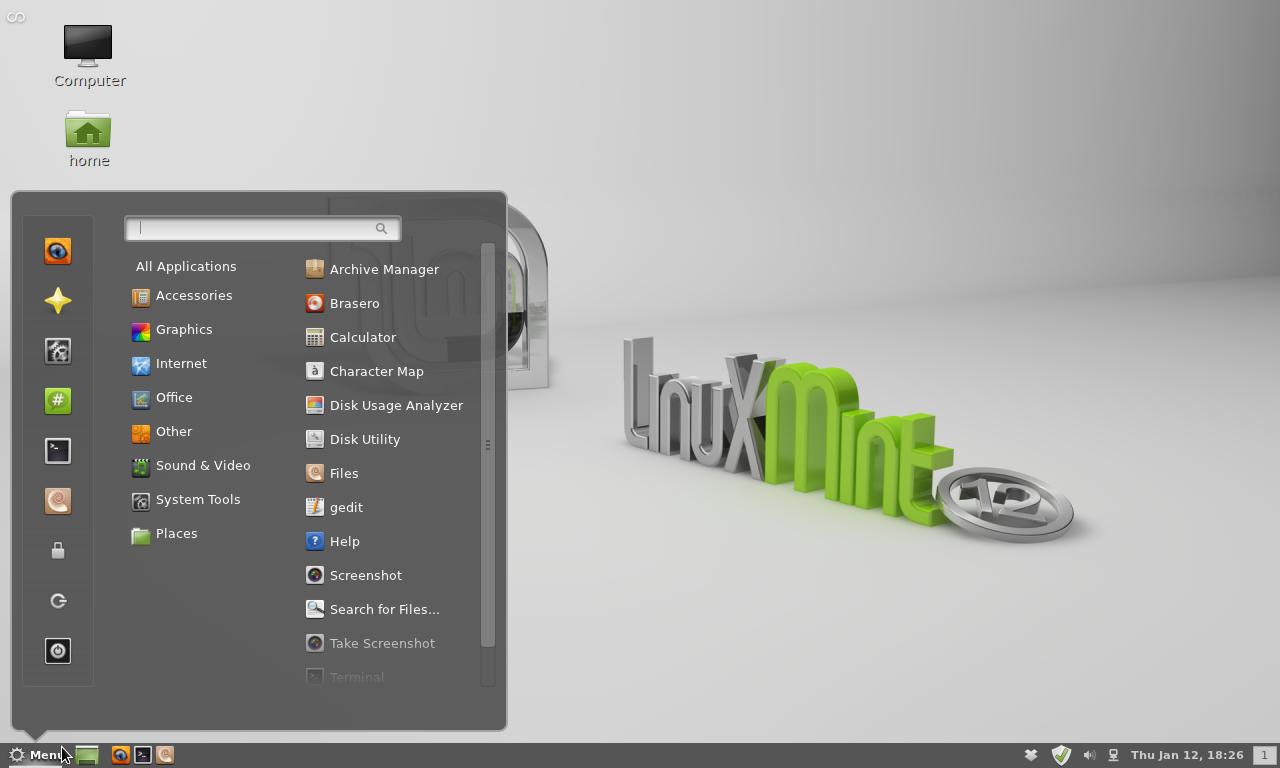 Computer
home
All Applications
Accessories
Graphics
Internet
Office
Other
Sound & Video
System Tools
Places
Archive Manager
Brasero
Calculator
Character Map
Disk Usage Analyzer
Disk Utility
Files
gedit
Help
Screenshot
Search for Files...
Take Screenshot
Terminal
LinuxMint
12
Menu
Thu Jan 12, 18:26
1